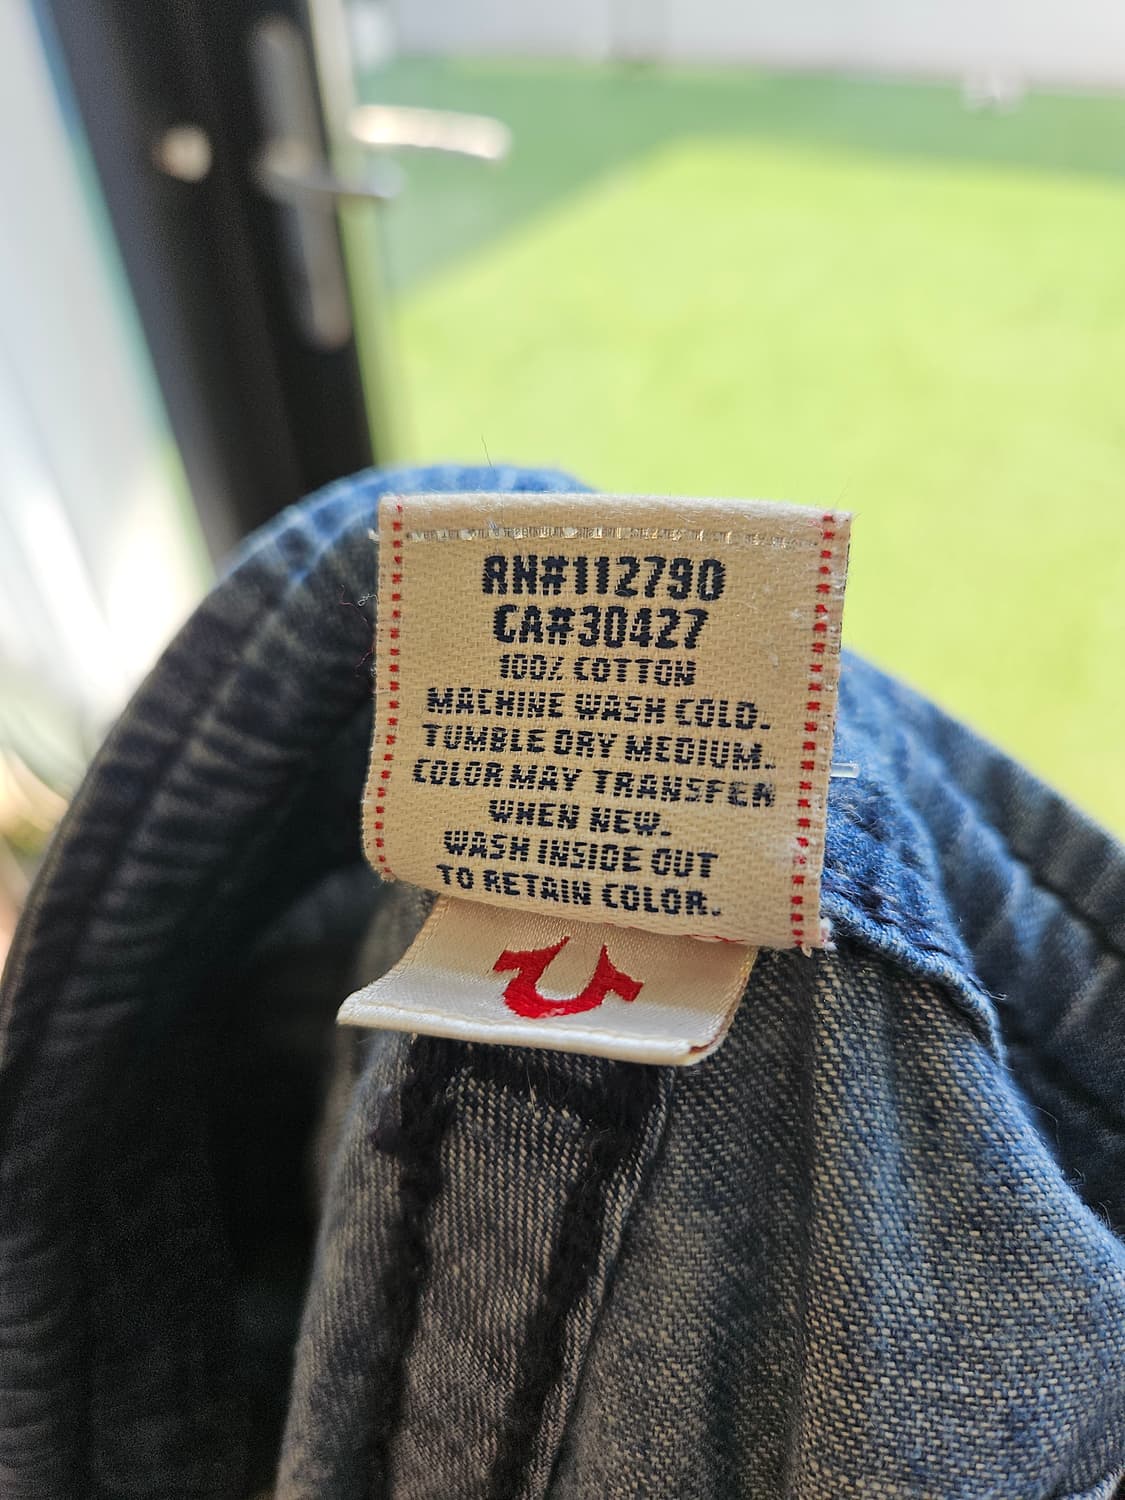 RN#112790
CA#30427
100% COTTON
MACHINE WASH COLD.
TUMBLE DRY MEDIUM.
COLOR MAY TRANSFER
WHEN NEW.
WASH INSIDE OUT
TO RETAIN COLOR.